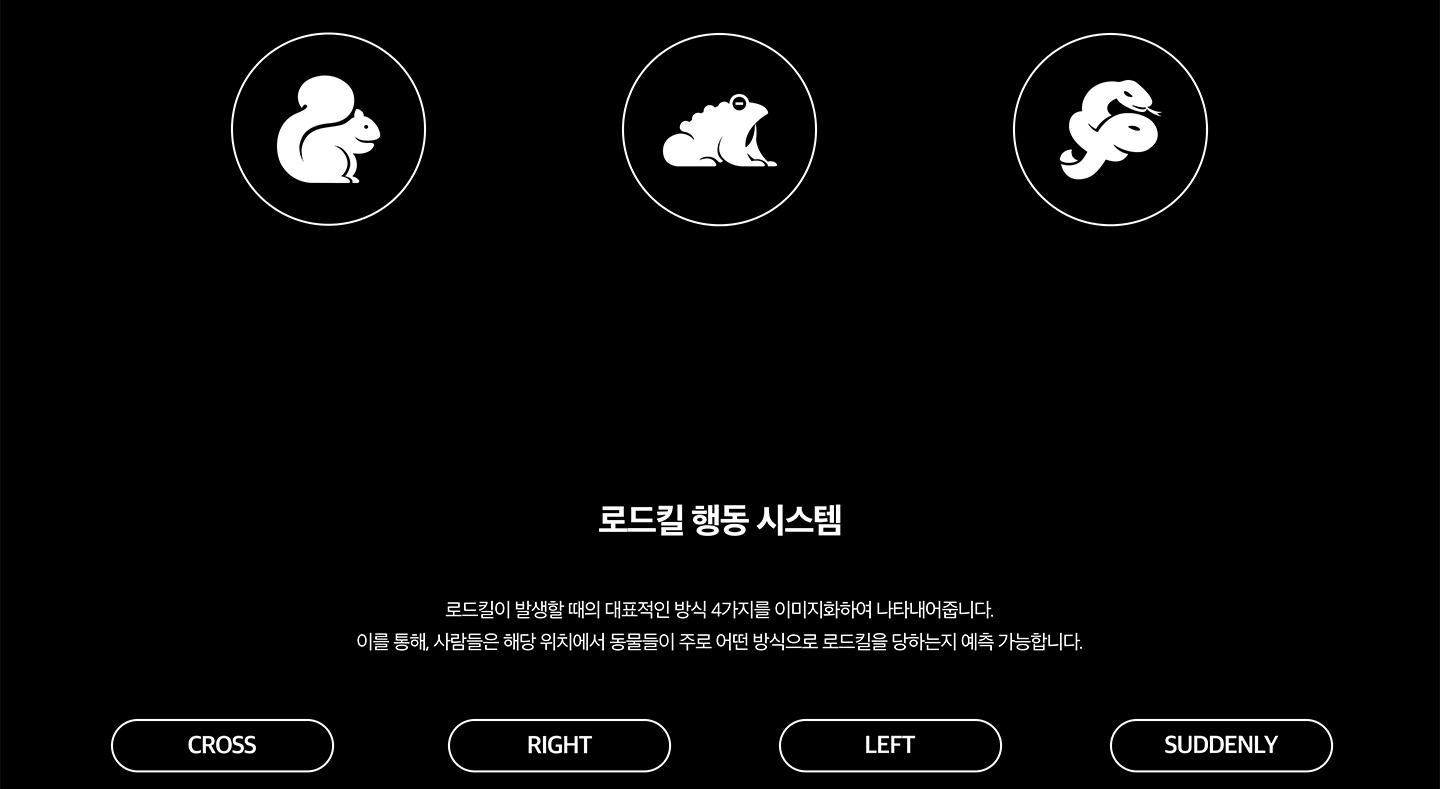 로드킬 행동 시스템
로드킬이 발생할 때의 대표적인 방식 4가지를 이미지화하여 나타내어줍니다.
이를 통해, 사람들은 해당 위치에서 동물들이 주로 어떤 방식으로 로드킬을 당하는지 예측 가능합니다.
CROSS
RIGHT
LEFT
SUDDENLY